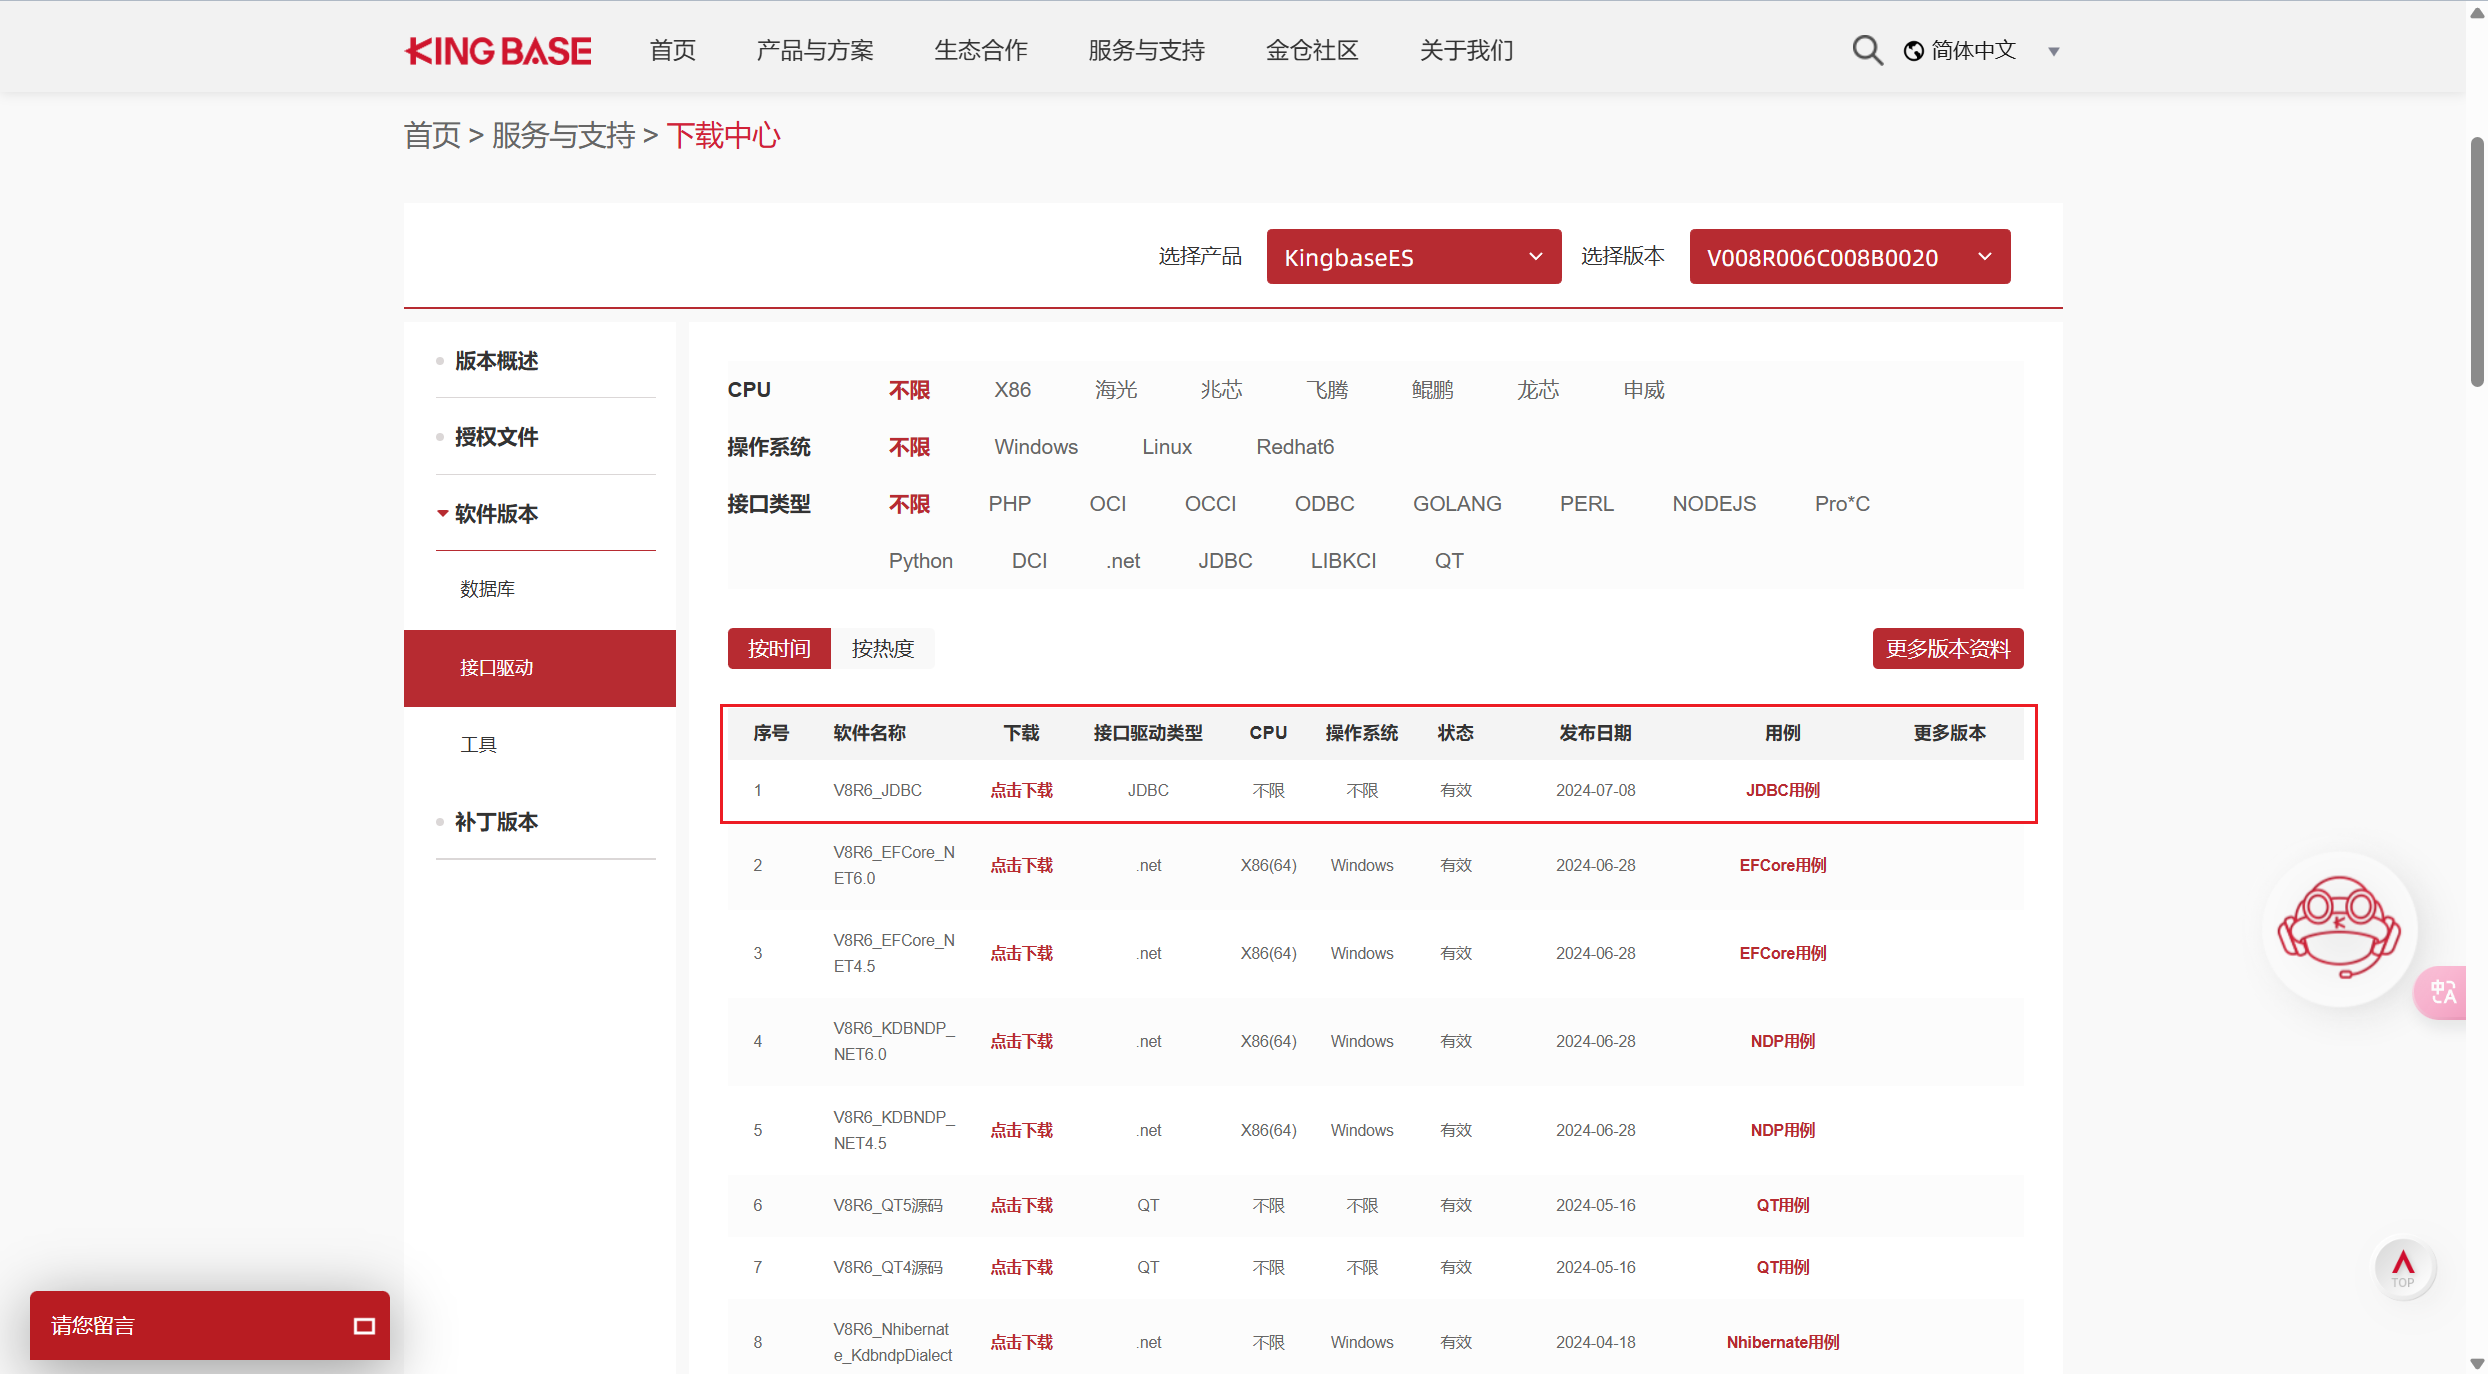 KINGBASE 首页 产品与方案 生态合作 服务与支持 金仓社区 关于我们 简体中文
首页 > 服务与支持 > 下载中心
选择产品 KingbaseES 选择版本 V008R006C008B0020
版本概述
授权文件
软件版本
数据库
接口驱动
工具
补丁版本
CPU 不限 X86 海光 兆芯 飞腾 鲲鹏 龙芯 申威
操作系统 不限 Windows Linux Redhat6
接口类型 不限 PHP OCI OCCI ODBC GOLANG PERL NODEJS Pro*C
Python DCI .net JDBC LIBKCI QT
按时间 按热度 更多版本资料
序号 软件名称 下载 接口驱动类型 CPU 操作系统 状态 发布日期 用例 更多版本
1 V8R6_JDBC 点击下载 JDBC 不限 不限 有效 2024-07-08 JDBC用例
2 V8R6_EFCore_N 点击下载 .net X86(64) Windows 有效 2024-06-28 EFCore用例
ET6.0
3 V8R6_EFCore_N 点击下载 .net X86(64) Windows 有效 2024-06-28 EFCore用例
ET4.5
4 V8R6_KDBNDP_ 点击下载 .net X86(64) Windows 有效 2024-06-28 NDP用例
NET6.0
5 V8R6_KDBNDP_ 点击下载 .net X86(64) Windows 有效 2024-06-28 NDP用例
NET4.5
6 V8R6_QT5源码 点击下载 QT 不限 不限 有效 2024-05-16 QT用例
7 V8R6_QT4源码 点击下载 QT 不限 不限 有效 2024-05-16 QT用例
8 V8R6_Nhibernat 点击下载 .net 不限 Windows 有效 2024-04-18 Nhibernate用例
e_KdbndpDialect
请您留言
K
中A
TOP